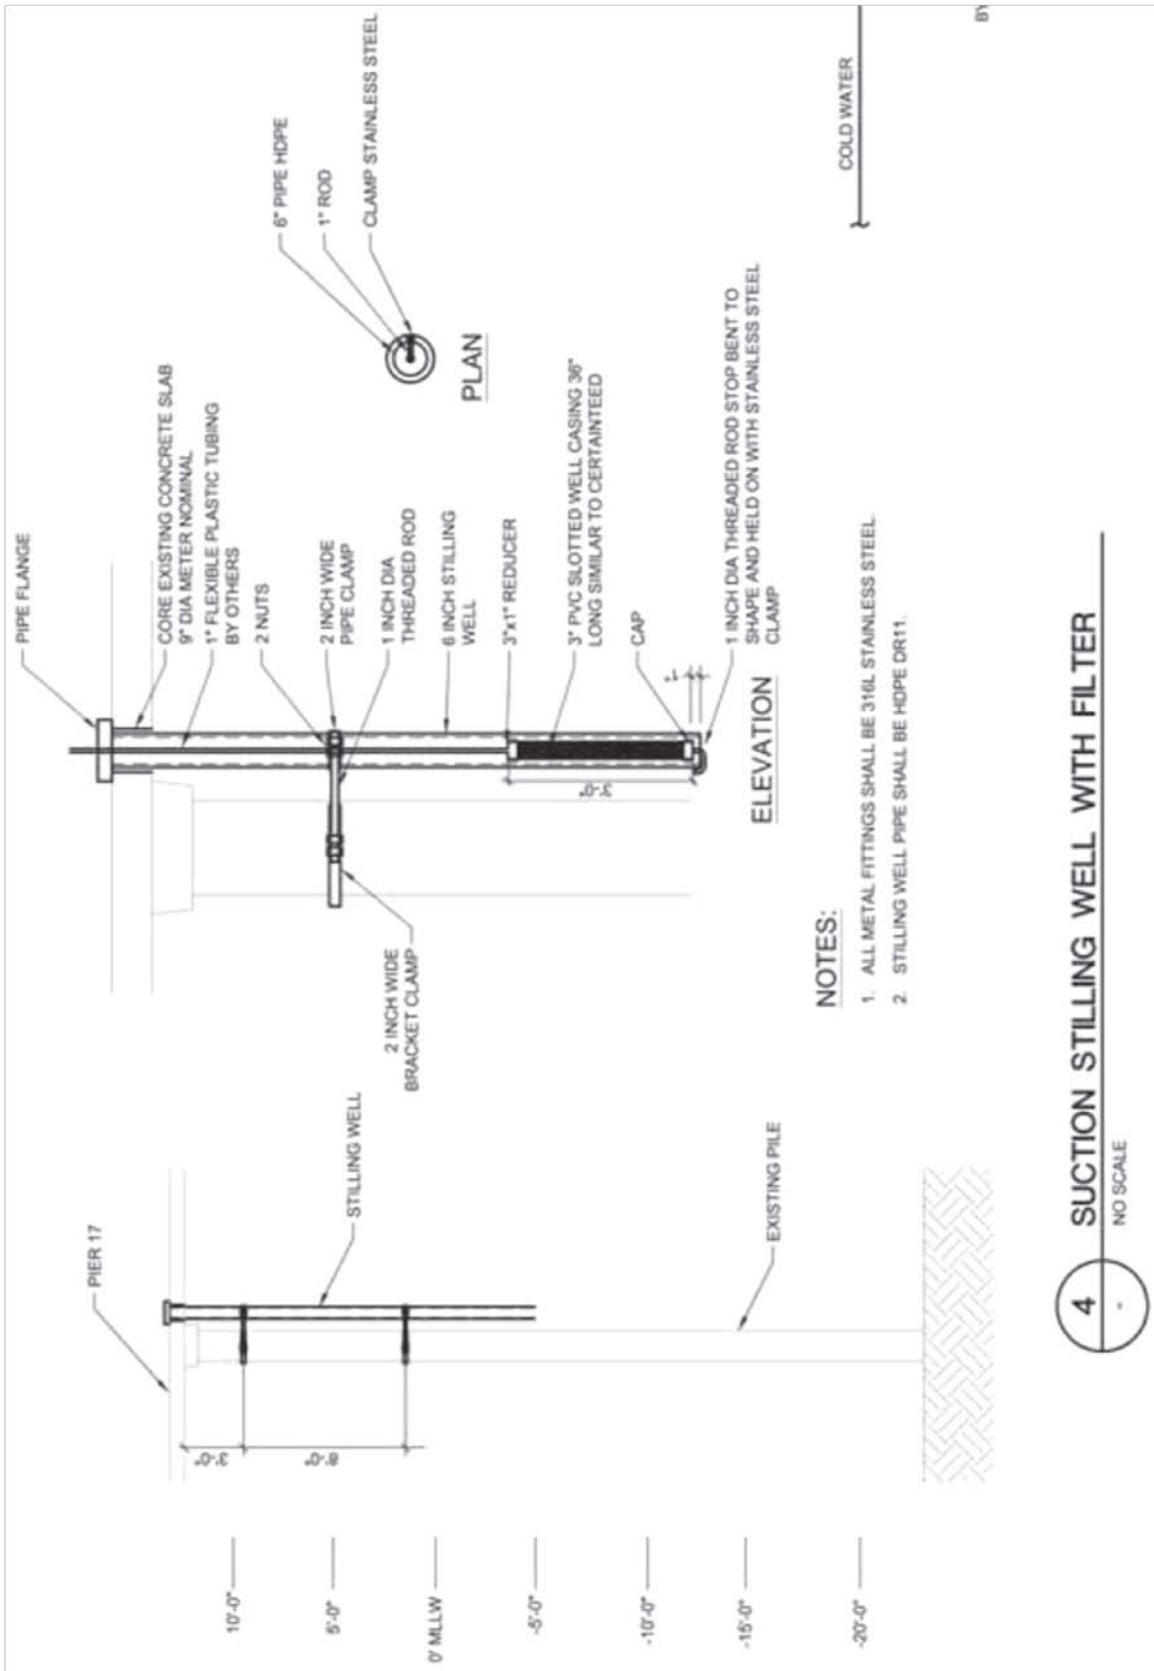 PIER 17
STILLING WELL
EXISTING PILE
3'-0"
8'-0"
10'-0"
5'-0"
0' MLLW
-5'-0"
-10'-0"
-15'-0"
-20'-0"
PIPE FLANGE
CORE EXISTING CONCRETE SLAB
9" DIA METER NOMINAL
1" FLEXIBLE PLASTIC TUBING
BY OTHERS
2 NUTS
2 INCH WIDE
PIPE CLAMP
1 INCH DIA
THREADED ROD
6 INCH STILLING
WELL
3"x1" REDUCER
3" PVC SLOTTED WELL CASING 36"
LONG SIMILAR TO CERTAINTEED
CAP
1"
1 INCH DIA THREADED ROD STOP BENT TO
SHAPE AND HELD ON WITH STAINLESS STEEL
CLAMP
3'-0"
2 INCH WIDE
BRACKET CLAMP
ELEVATION
6" PIPE HDPE
1" ROD
CLAMP STAINLESS STEEL
PLAN
COLD WATER
BY
NOTES:
1. ALL METAL FITTINGS SHALL BE 316L STAINLESS STEEL.
2. STILLING WELL PIPE SHALL BE HDPE DR11.
4
-
SUCTION STILLING WELL WITH FILTER
NO SCALE